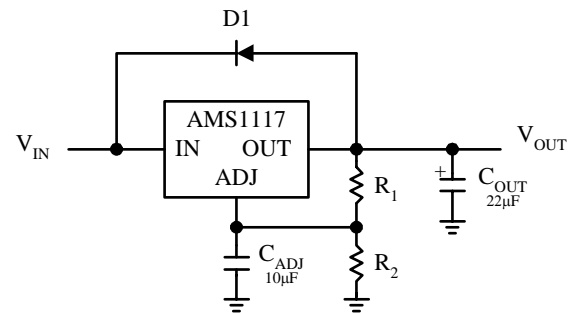 D1
AMS1117
V_IN
IN OUT
V_OUT
ADJ
+
R_1
C_OUT
22μF
C_ADJ
10μF
R_2